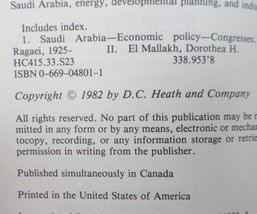 Saudi Arabia, energy, developmental planning, and indu
Includes index.
1. Saudi Arabia—Economic policy—Congresses.
Ragaei, 1925- II. El Mallakh, Dorothea H.
HC415.33.S23 338.953'8
ISBN 0-669-04801-1
Copyright © 1982 by D.C. Heath and Company
All rights reserved. No part of this publication may be r
mitted in any form or by any means, electronic or mechan
tocopy, recording, or any information storage or retrie
permission in writing from the publisher.
Published simultaneously in Canada
Printed in the United States of America